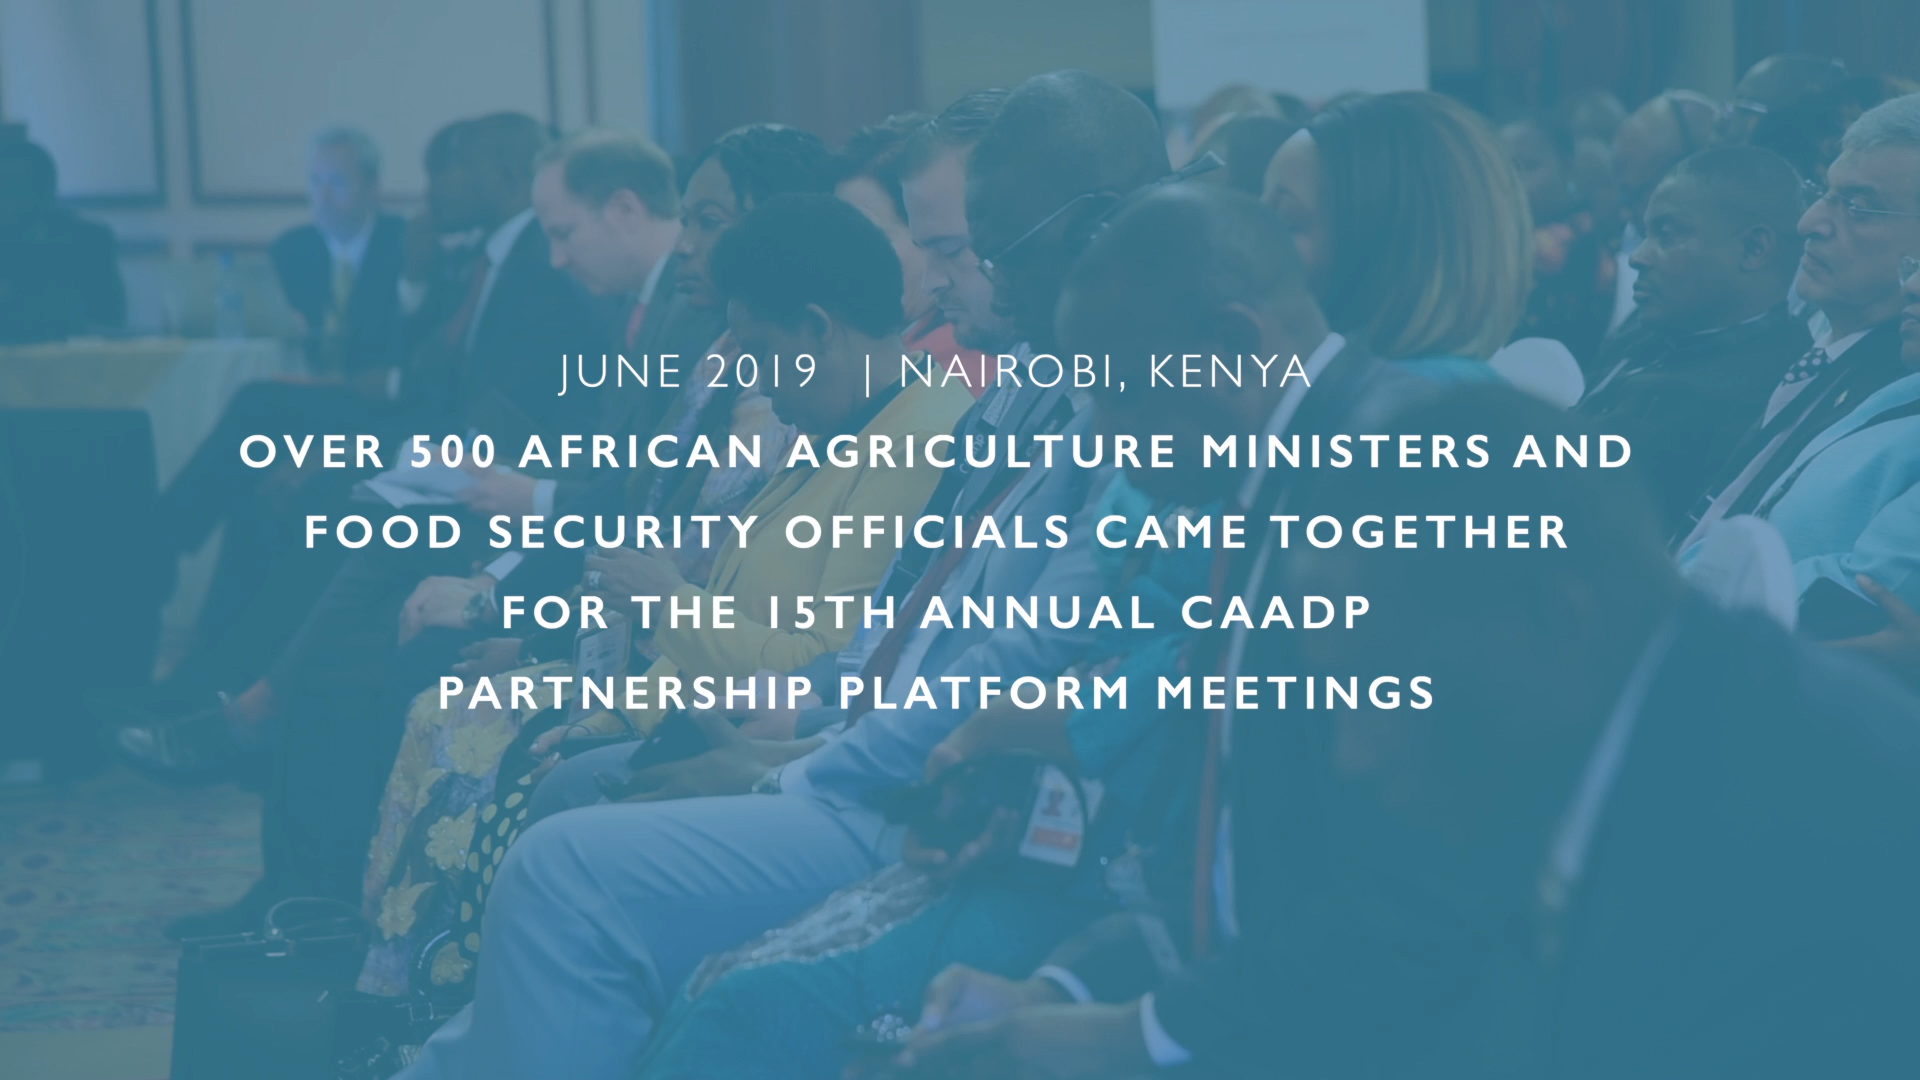 JUNE 2019 | NAIROBI, KENYA
OVER 500 AFRICAN AGRICULTURE MINISTERS AND
FOOD SECURITY OFFICIALS CAME TOGETHER
FOR THE 15TH ANNUAL CAADP
PARTNERSHIP PLATFORM MEETINGS